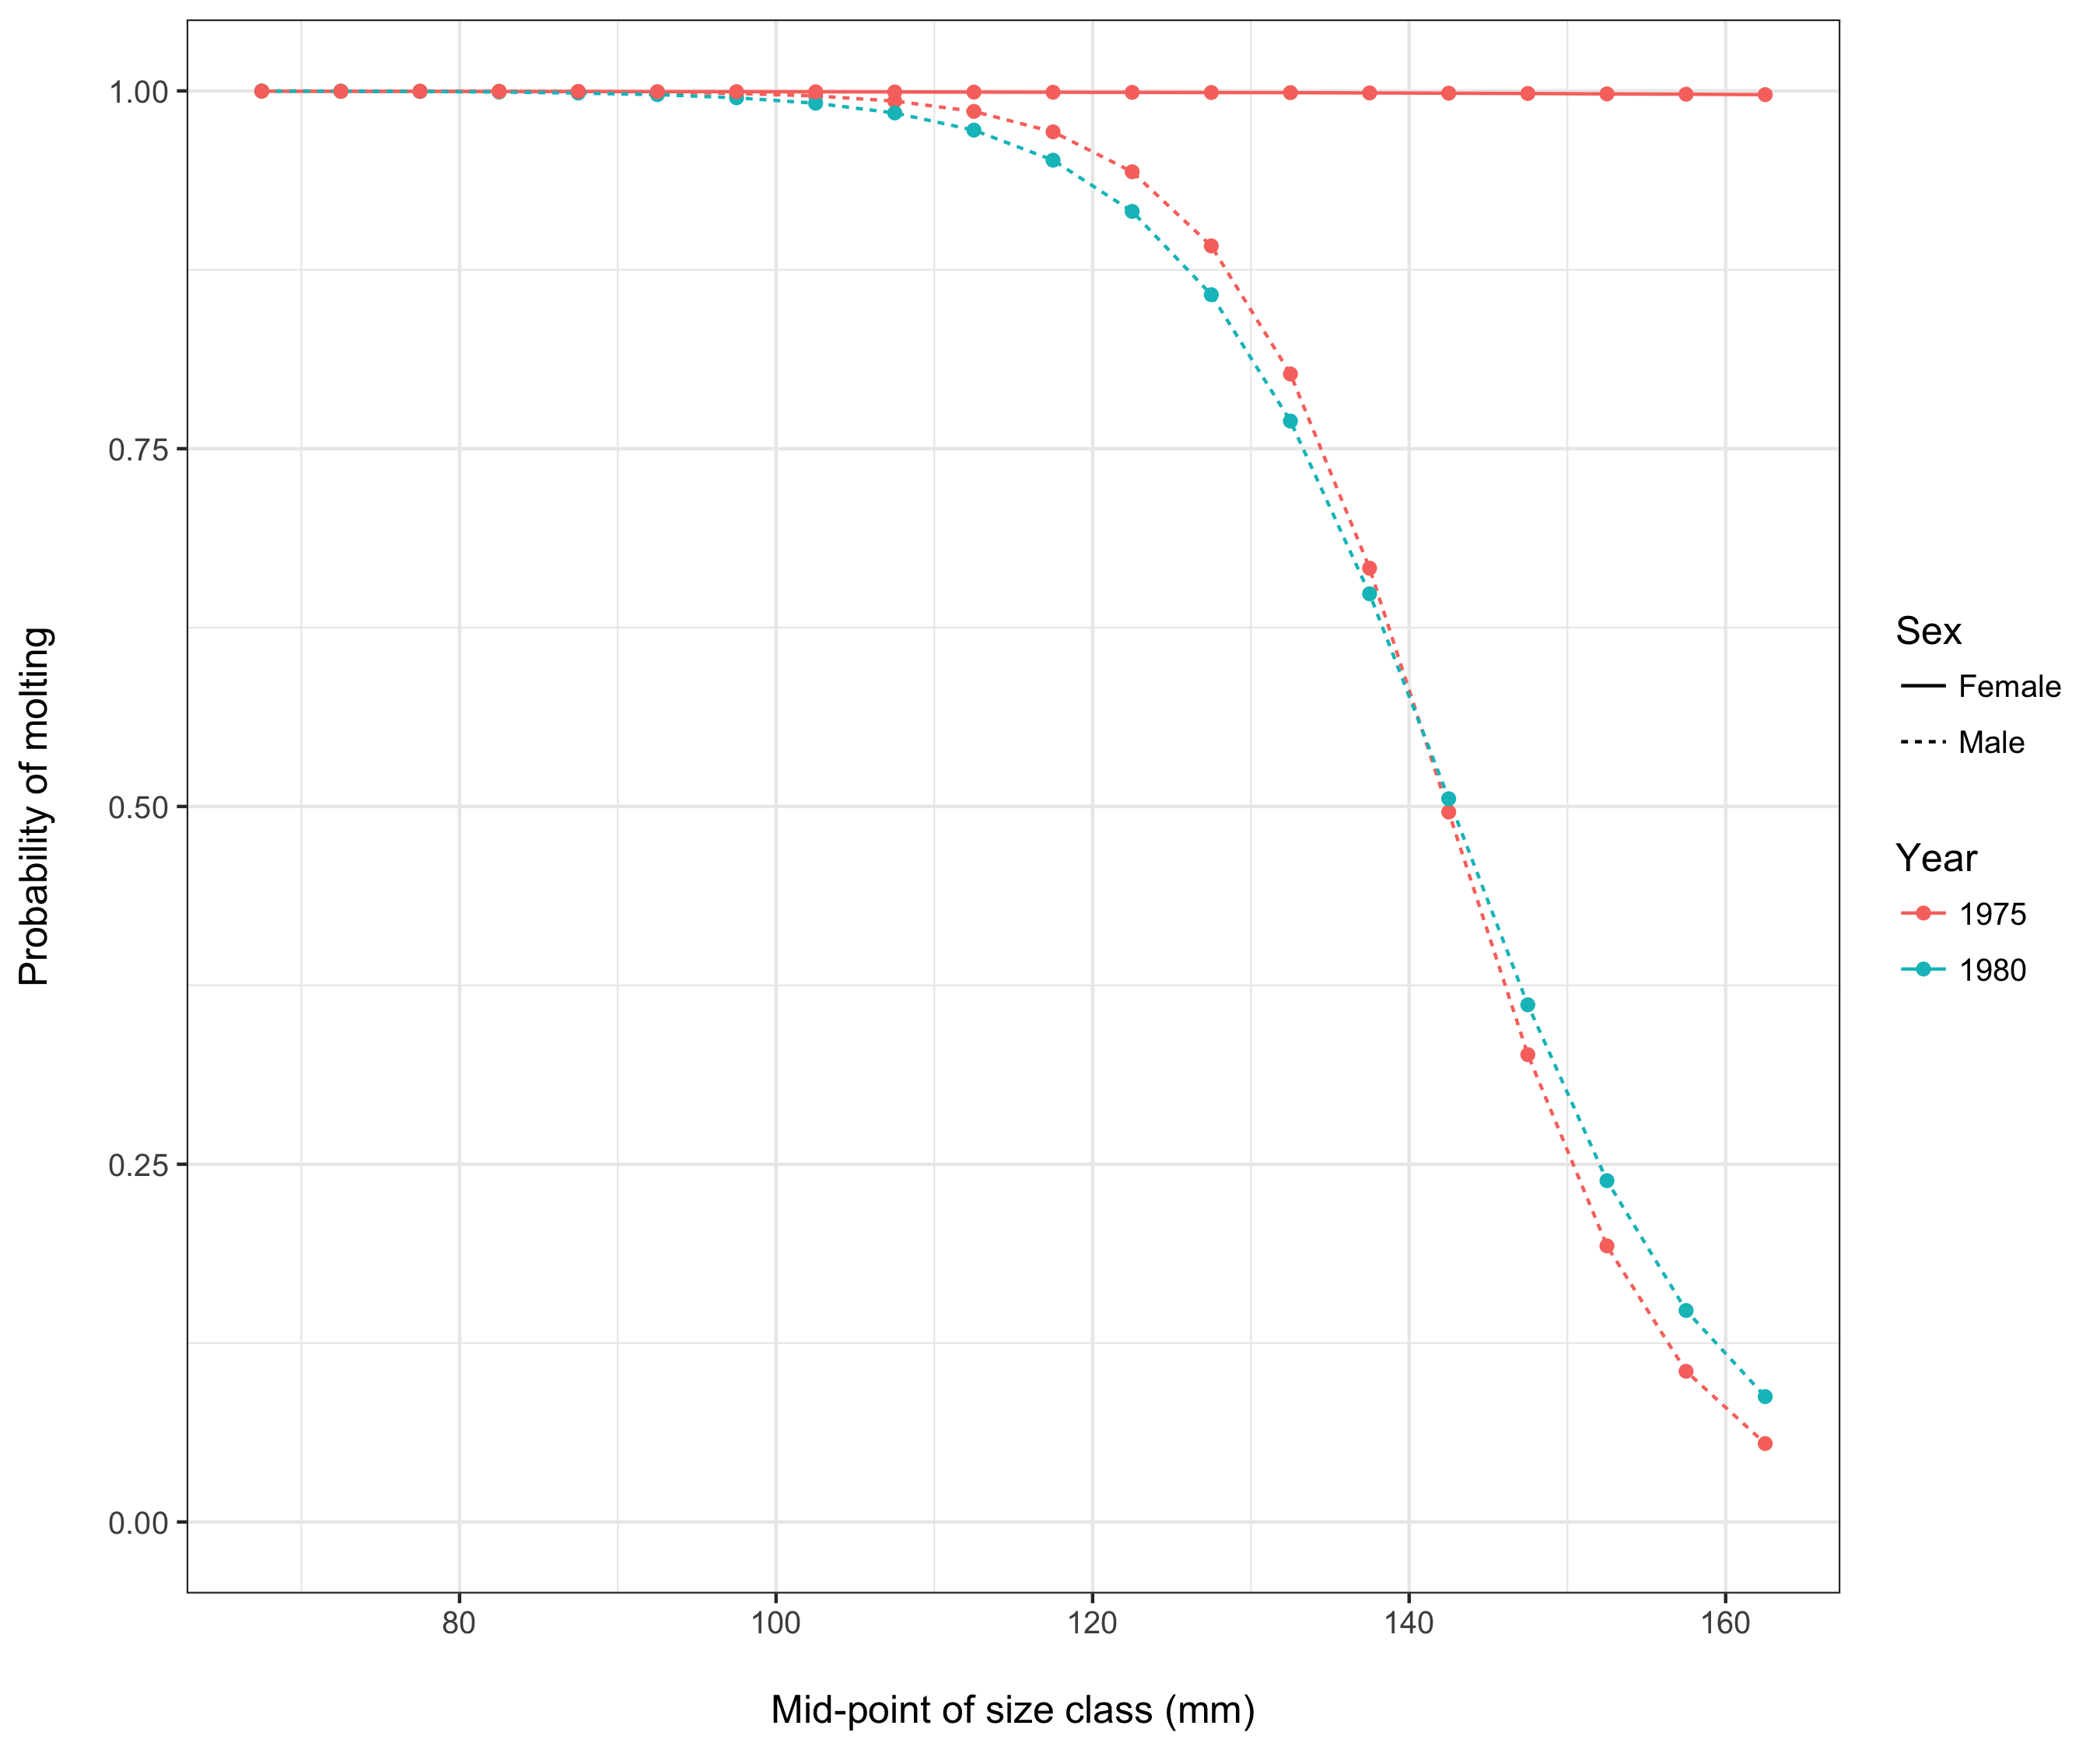 1.00
0.75
0.50
0.25
0.00
Probability of molting
80 100 120 140 160
Mid-point of size class (mm)
Sex
Female
Male
Year
1975
1980